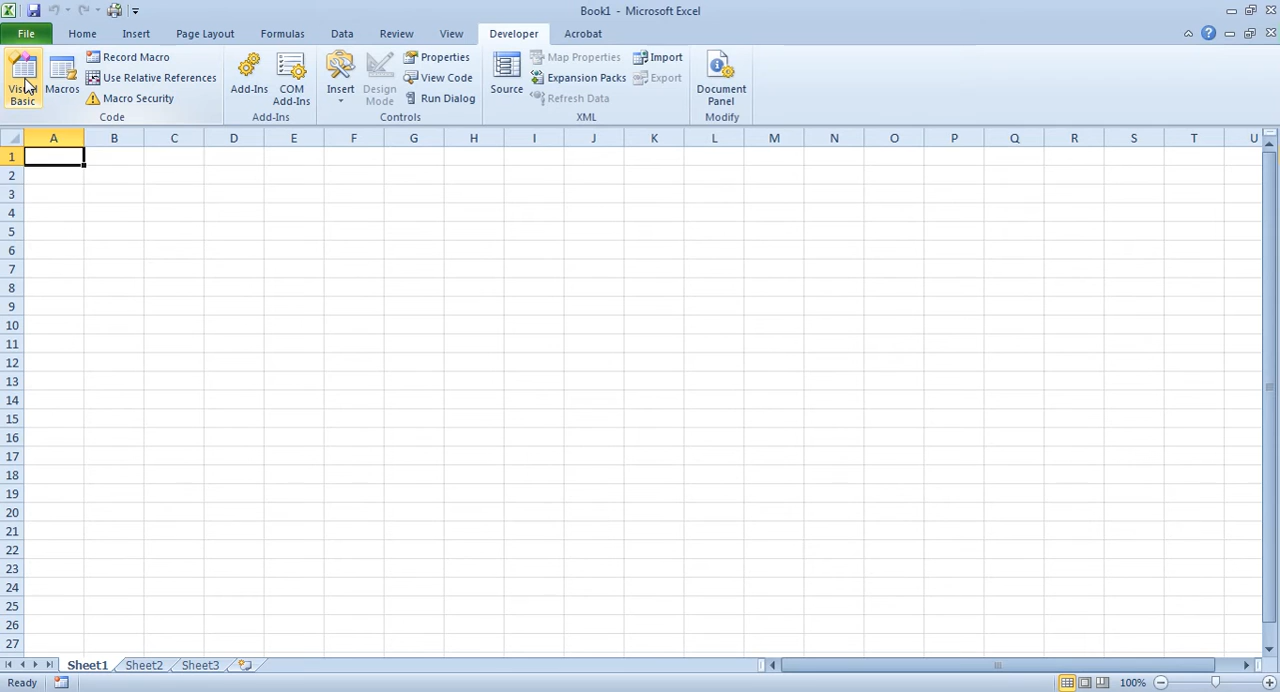 Book1 - Microsoft Excel
File Home Insert Page Layout Formulas Data Review View Developer Acrobat
Visual Basic
Macros
Record Macro
Use Relative References
Macro Security
Code
Add-Ins
COM Add-Ins
Add-Ins
Insert
Design Mode
Properties
View Code
Run Dialog
Controls
Source
Map Properties
Expansion Packs
Refresh Data
Import
Export
XML
Document Panel
Modify
A B C D E F G H I J K L M N O P Q R S T U
1
2
3
4
5
6
7
8
9
10
11
12
13
14
15
16
17
18
19
20
21
22
23
24
25
26
27
Sheet1 Sheet2 Sheet3
Ready 100%